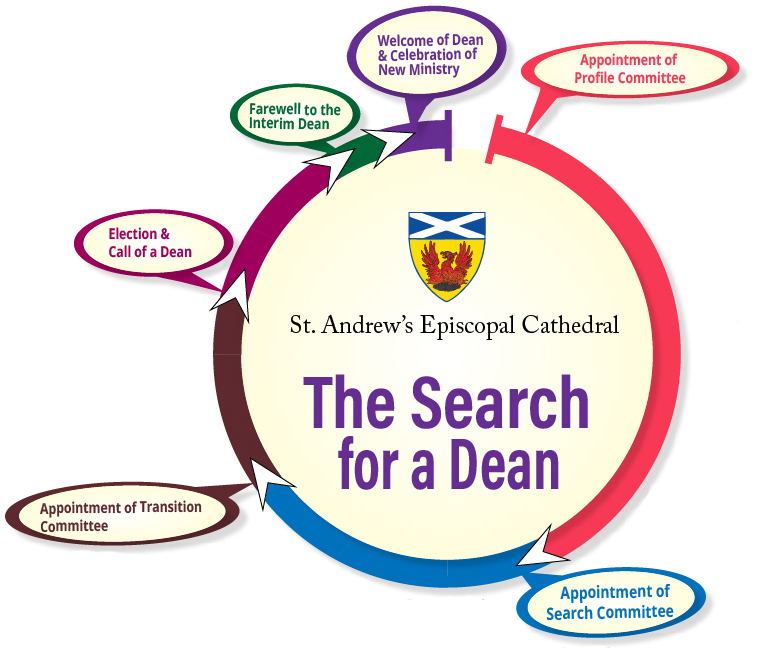 Welcome of Dean
& Celebration of
New Ministry
Appointment of
Profile Committee
Farewell to the
Interim Dean
Election &
Call of a Dean
St. Andrew’s Episcopal Cathedral
The Search
for a Dean
Appointment of Transition
Committee
Appointment of
Search Committee